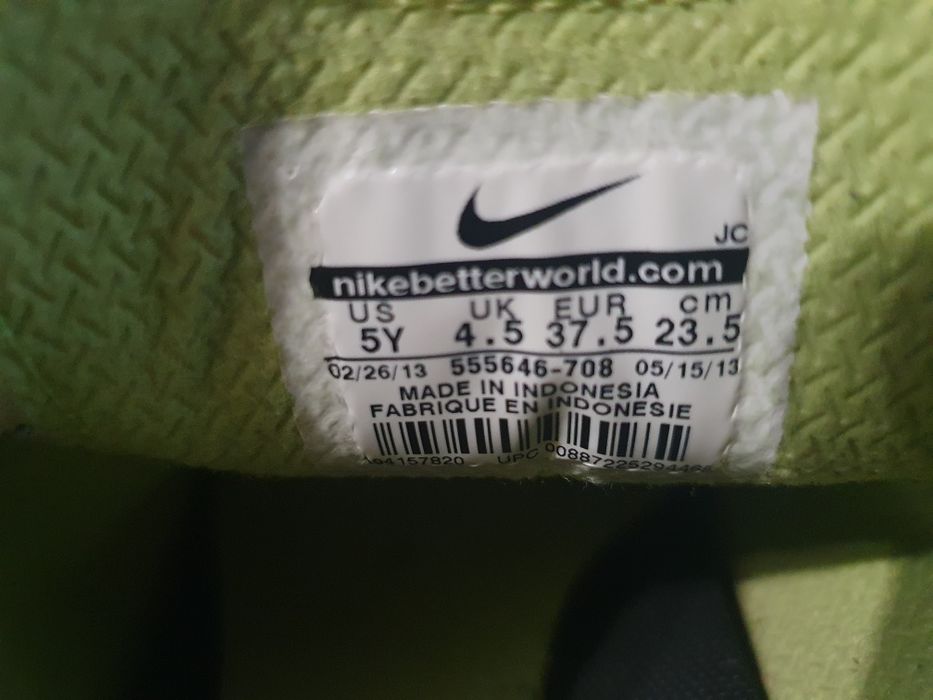 JC
nikebetterworld.com
US UK EUR cm
5Y 4.5 37.5 23.5
02/26/13 555646-708 05/15/13
MADE IN INDONESIA
FABRIQUE EN INDONESIE
UPC